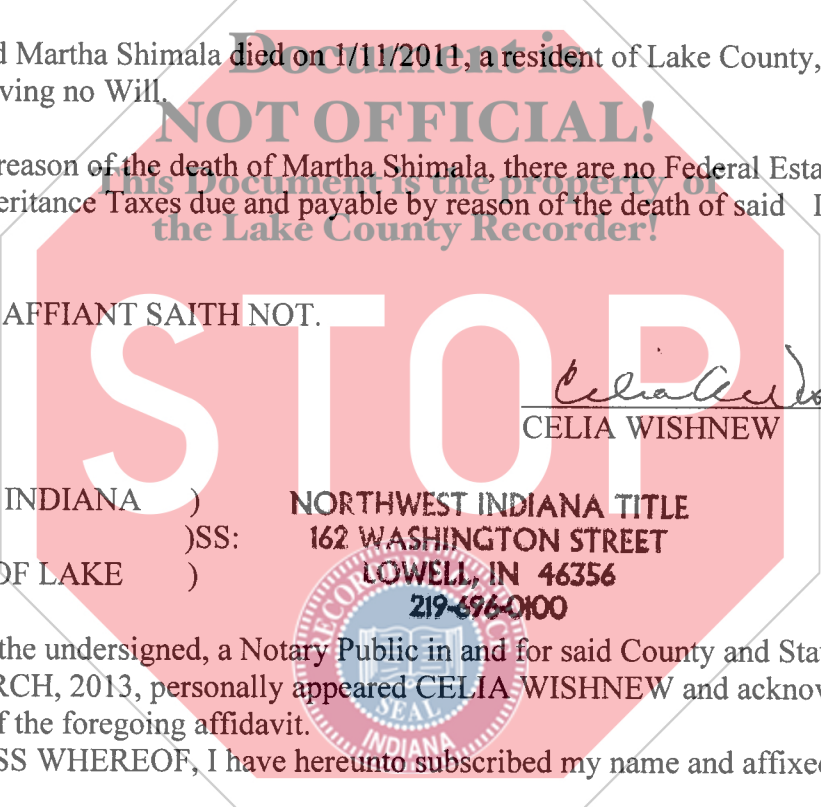 d Martha Shimala died on 1/11/2011, a resident of Lake County,
ving no Will.
Document is
NOT OFFICIAL!
This Document is the property of
the Lake County Recorder!
reason of the death of Martha Shimala, there are no Federal Esta
eritance Taxes due and payable by reason of the death of said
AFFIANT SAITH NOT.
STOP
CELIA WISHNEW
INDIANA )
)SS:
OF LAKE )
NORTHWEST INDIANA TITLE
162 WASHINGTON STREET
LOWELL, IN 46356
219-696-0100
the undersigned, a Notary Public in and for said County and Sta
RCH, 2013, personally appeared CELIA WISHNEW and acknov
f the foregoing affidavit.
SS WHEREOF, I have hereunto subscribed my name and affixed
SEAL
INDIANA